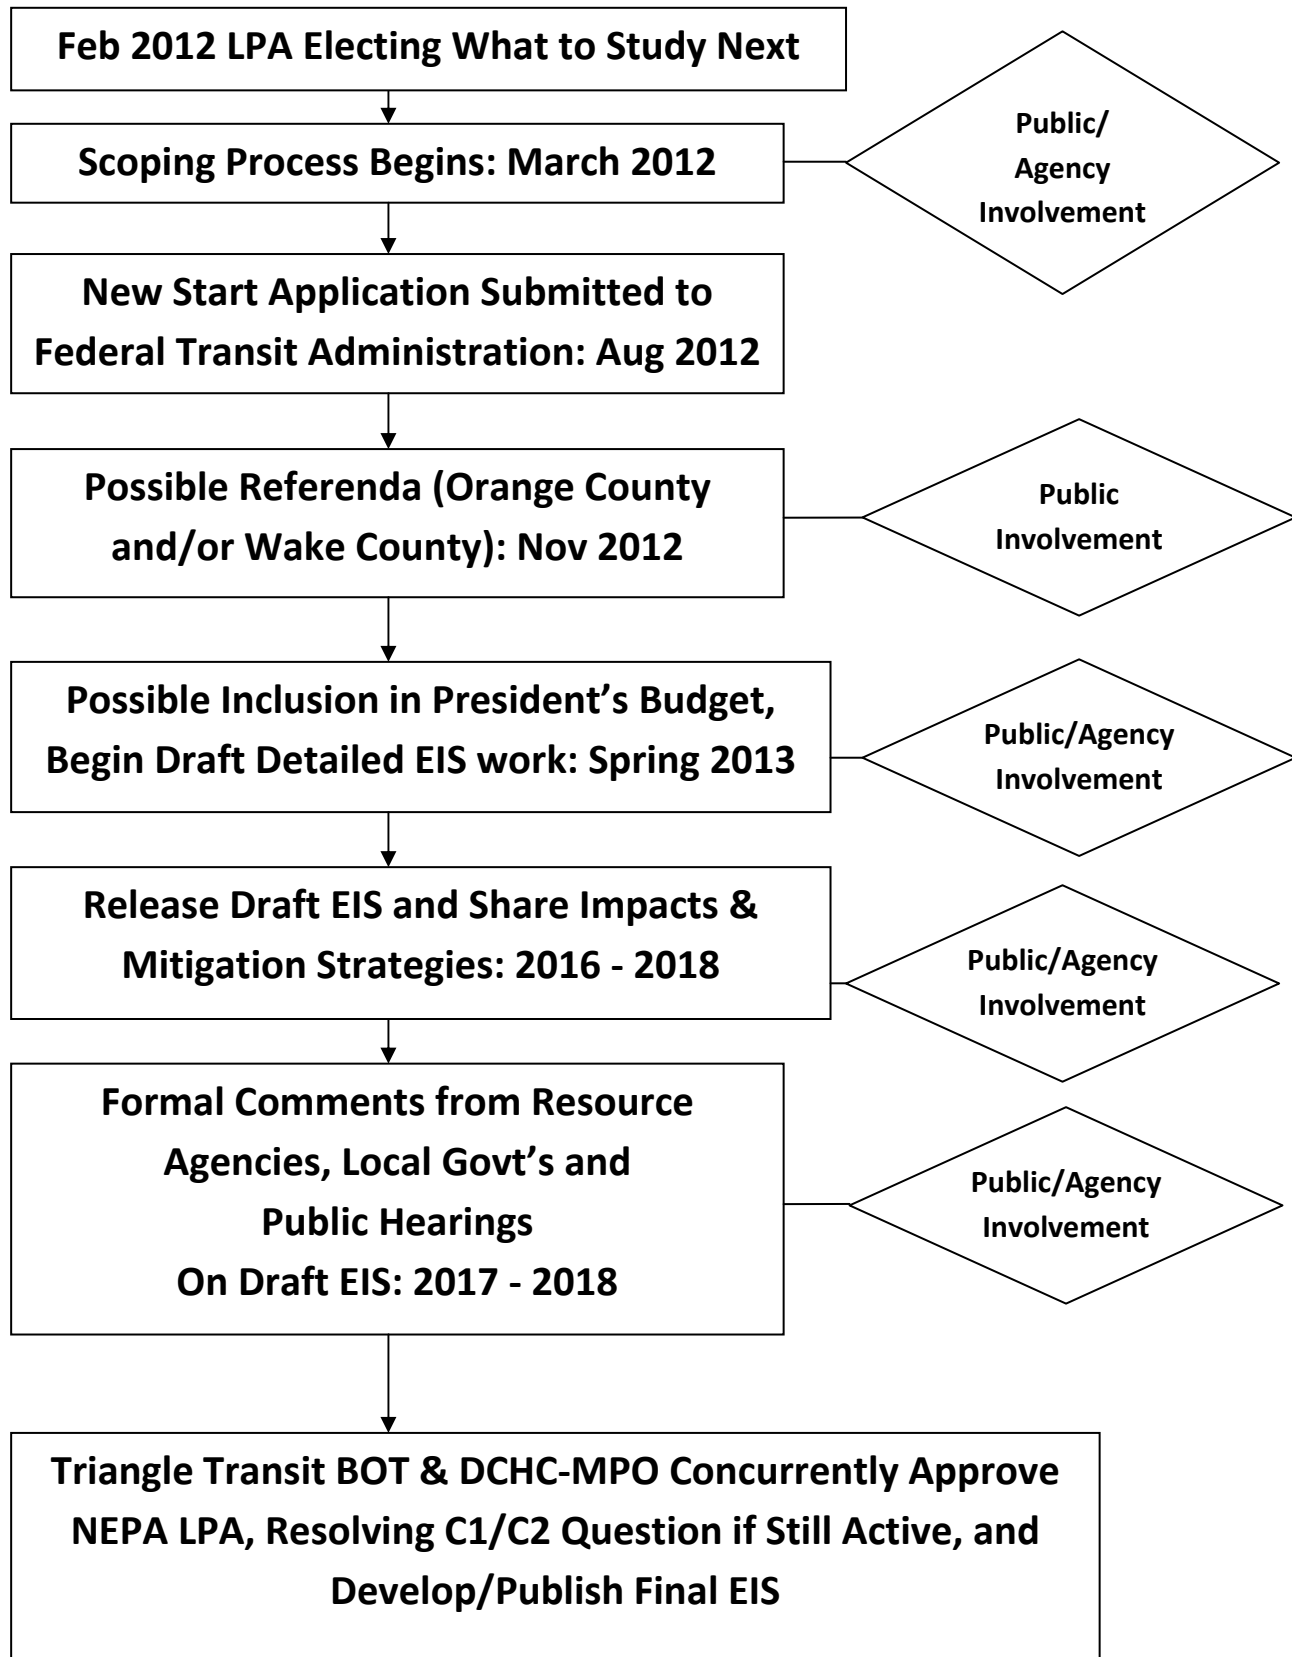 Feb 2012 LPA Electing What to Study Next
Scoping Process Begins: March 2012
Public/
Agency
Involvement
New Start Application Submitted to
Federal Transit Administration: Aug 2012
Possible Referenda (Orange County
and/or Wake County): Nov 2012
Public
Involvement
Possible Inclusion in President’s Budget,
Begin Draft Detailed EIS work: Spring 2013
Public/Agency
Involvement
Release Draft EIS and Share Impacts &
Mitigation Strategies: 2016 - 2018
Public/Agency
Involvement
Formal Comments from Resource
Agencies, Local Govt’s and
Public Hearings
On Draft EIS: 2017 - 2018
Public/Agency
Involvement
Triangle Transit BOT & DCHC-MPO Concurrently Approve
NEPA LPA, Resolving C1/C2 Question if Still Active, and
Develop/Publish Final EIS